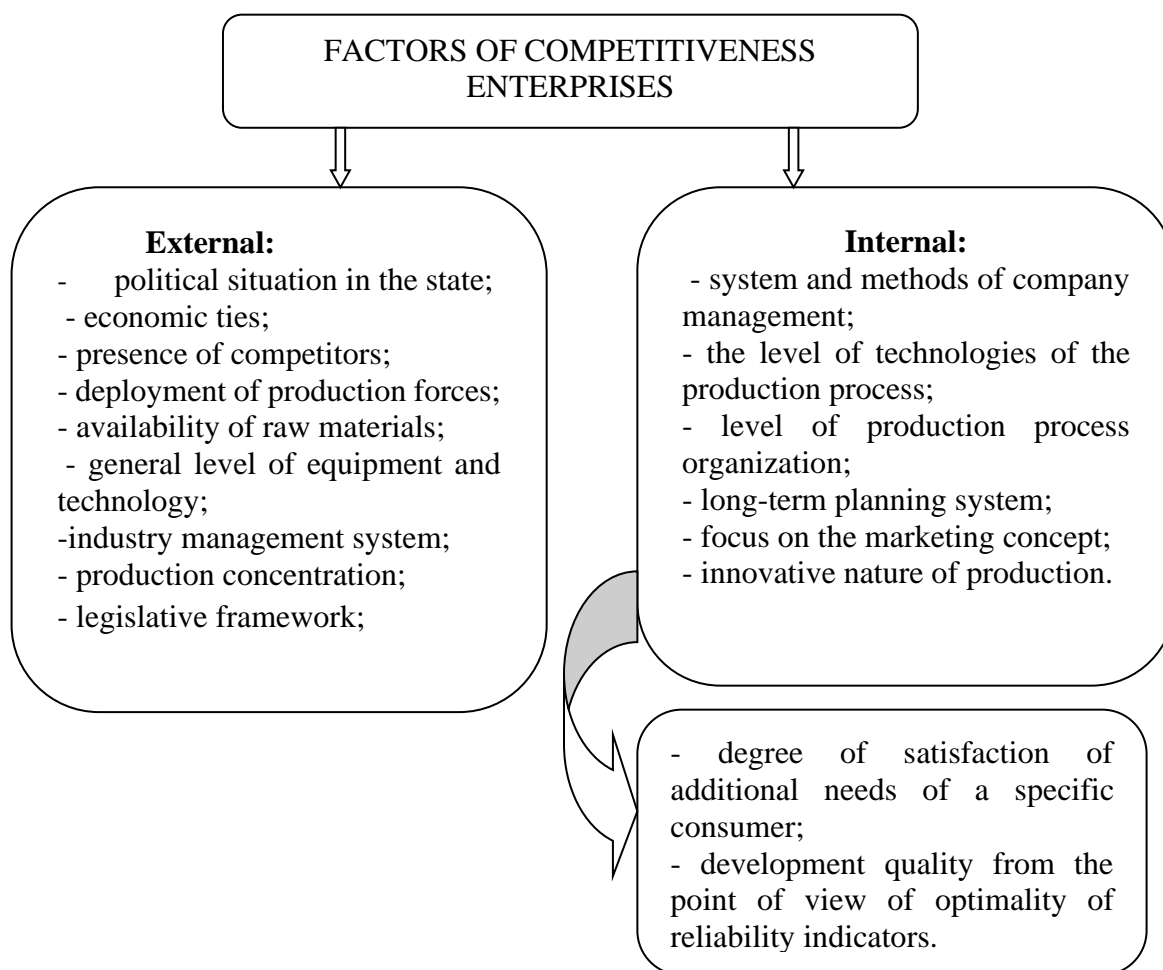 FACTORS OF COMPETITIVENESS
ENTERPRISES
External:
- political situation in the state;
- economic ties;
- presence of competitors;
- deployment of production forces;
- availability of raw materials;
- general level of equipment and
technology;
-industry management system;
- production concentration;
- legislative framework;
Internal:
- system and methods of company
management;
- the level of technologies of the
production process;
- level of production process
organization;
- long-term planning system;
- focus on the marketing concept;
- innovative nature of production.
- degree of satisfaction of
additional needs of a specific
consumer;
- development quality from the
point of view of optimality of
reliability indicators.